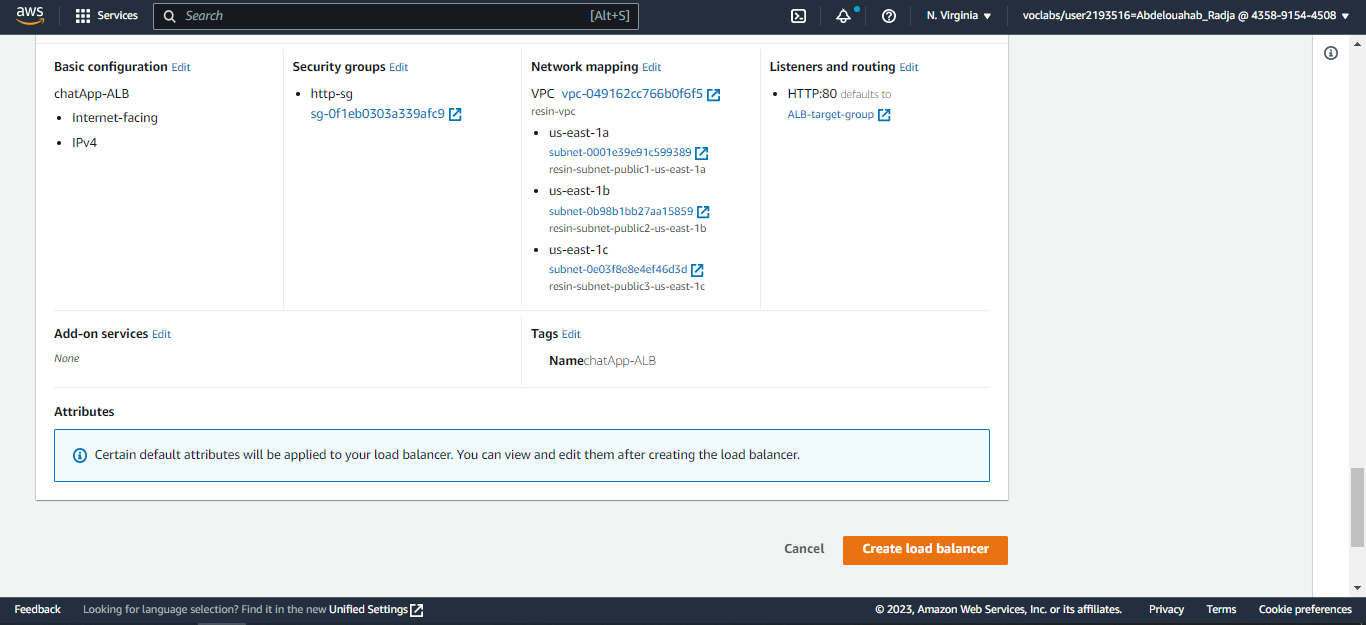 aws
Services
Search [Alt+S]
N. Virginia
voclabs/user2193516=Abdelouahab_Radja @ 4358-9154-4508
Basic configuration Edit
chatApp-ALB
Internet-facing
IPv4
Security groups Edit
http-sg
sg-0f1eb0303a339afc9
Network mapping Edit
VPC vpc-049162cc766b0f6f5
resin-vpc
us-east-1a
subnet-0001e39e91c599389
resin-subnet-public1-us-east-1a
us-east-1b
subnet-0b98b1bb27aa15859
resin-subnet-public2-us-east-1b
us-east-1c
subnet-0e03f8e8e4ef46d3d
resin-subnet-public3-us-east-1c
Listeners and routing Edit
HTTP:80 defaults to
ALB-target-group
Add-on services Edit
None
Tags Edit
NamechatApp-ALB
Attributes
Certain default attributes will be applied to your load balancer. You can view and edit them after creating the load balancer.
Cancel
Create load balancer
Feedback
Looking for language selection? Find it in the new Unified Settings
© 2023, Amazon Web Services, Inc. or its affiliates.
Privacy
Terms
Cookie preferences